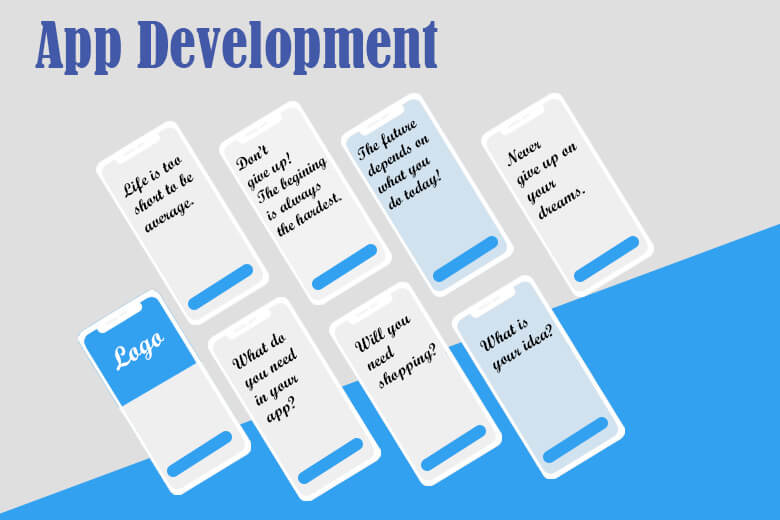 App Development
Life is too
short to be
average.
Don't
give up!
The begining
is always
the hardest.
The future
depends on
what you
do today!
Never
give up on
your
dreams.
Logo
What do
you need
in your
app?
Will you
need
shopping?
What is
your idea?